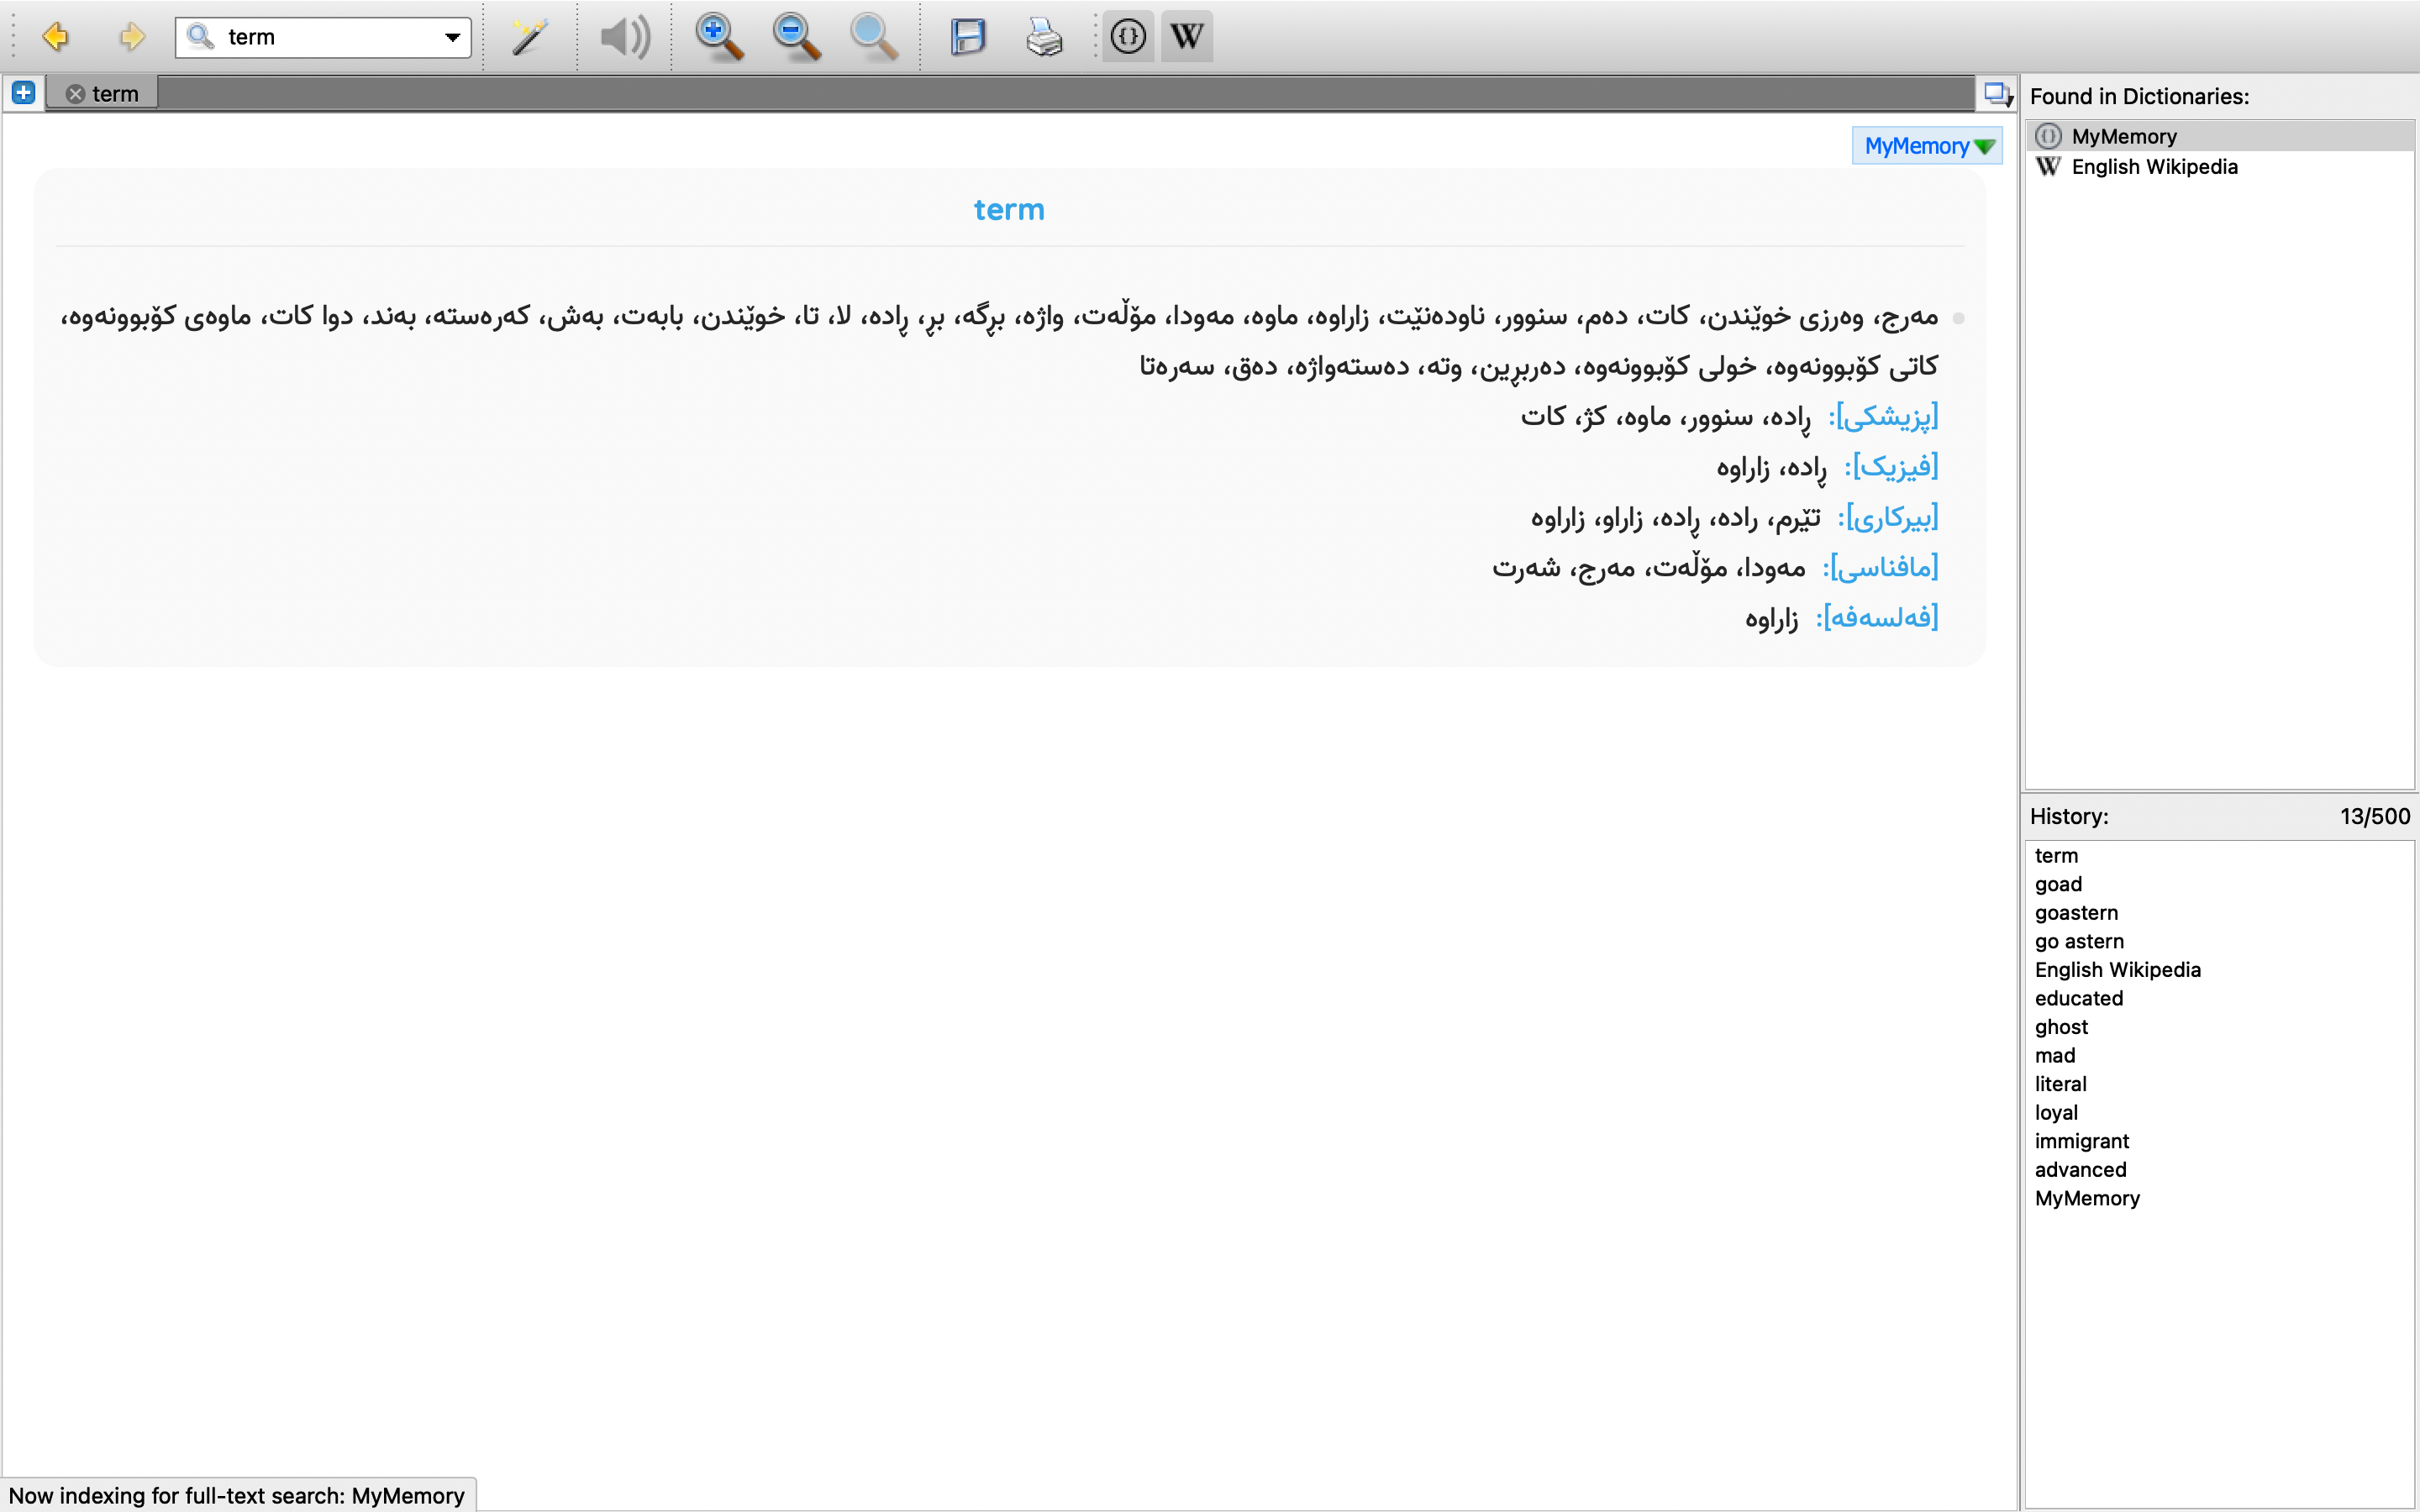 term
term
Found in Dictionaries:
MyMemory
English Wikipedia
MyMemory
term
مەرج، وەرزی خوێندن، کات، دەم، سنوور، ناودەنێت، زاراوە، ماوە، مەودا، مۆڵەت، واژە، بڕگە، بڕ، ڕادە، لا، تا، خوێندن، بابەت، بەش، کەرەستە، بەند، دوا کات، ماوەی کۆبوونەوە،
کاتی کۆبوونەوە، خولی کۆبوونەوە، دەربڕین، وتە، دەستەواژە، دەق، سەرەتا
[پزیشکی]: ڕادە، سنوور، ماوە، کژ، کات
[فیزیک]: ڕادە، زاراوە
[بیرکاری]: تێرم، رادە، ڕادە، زاراو، زاراوە
[مافناسی]: مەودا، مۆڵەت، مەرج، شەرت
[فەلسەفە]: زاراوە
History: 13/500
term
goad
goastern
go astern
English Wikipedia
educated
ghost
mad
literal
loyal
immigrant
advanced
MyMemory
Now indexing for full-text search: MyMemory